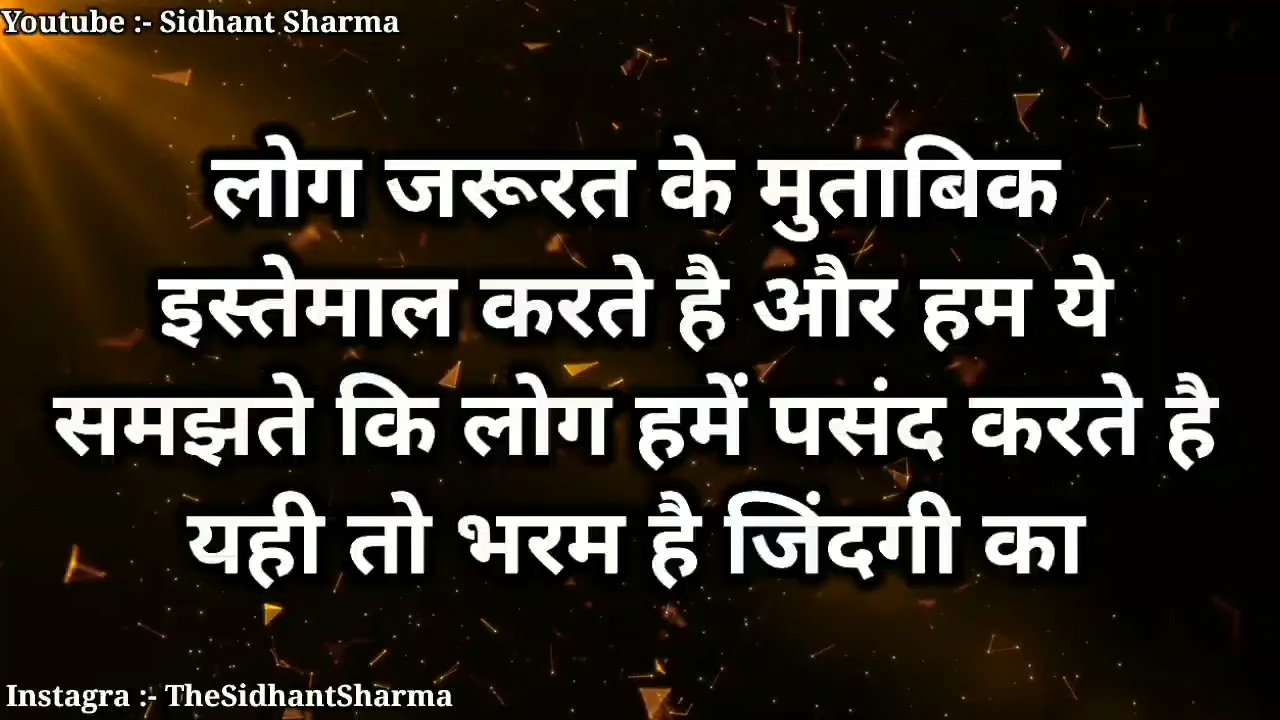 Youtube :- Sidhant Sharma
लोग जरूरत के मुताबिक
इस्तेमाल करते है और हम ये
समझते कि लोग हमें पसंद करते है
यही तो भरम है जिंदगी का
Instagra :- TheSidhantSharma